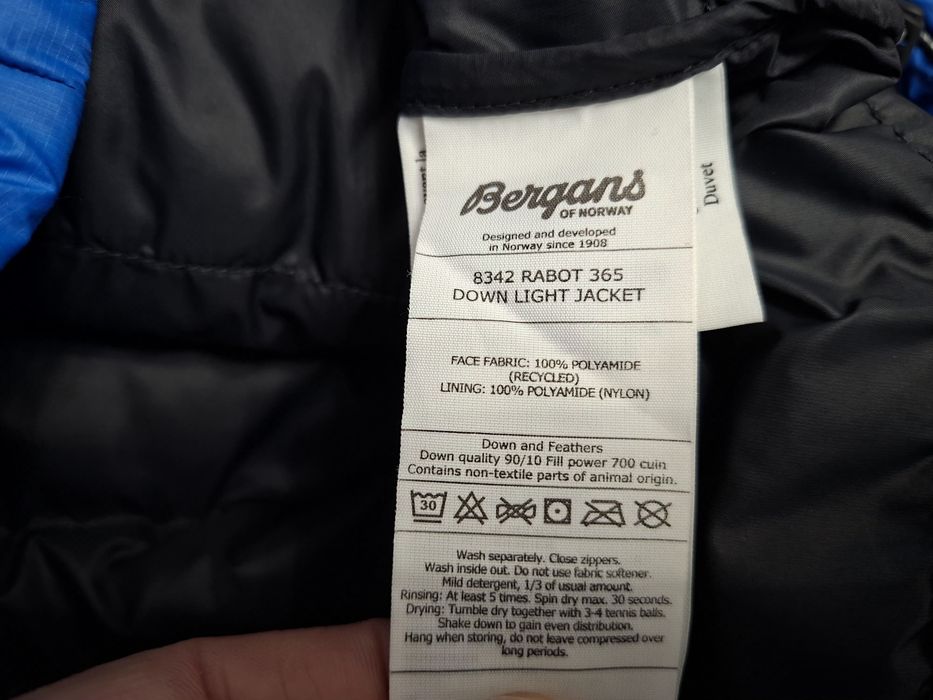 Bergans
OF NORWAY
Designed and developed
in Norway since 1908
8342 RABOT 365
DOWN LIGHT JACKET
FACE FABRIC: 100% POLYAMIDE
(RECYCLED)
LINING: 100% POLYAMIDE (NYLON)
Down and Feathers
Down quality 90/10 Fill power 700 cuin
Contains non-textile parts of animal origin.
30
Wash separately. Close zippers.
Wash inside out. Do not use fabric softener.
Mild detergent, 1/3 of usual amount.
Rinsing: At least 5 times. Spin dry max. 30 seconds.
Drying: Tumble dry together with 3-4 tennis balls.
Shake down to gain even distribution.
Hang when storing, do not leave compressed over
long periods.
Duvet